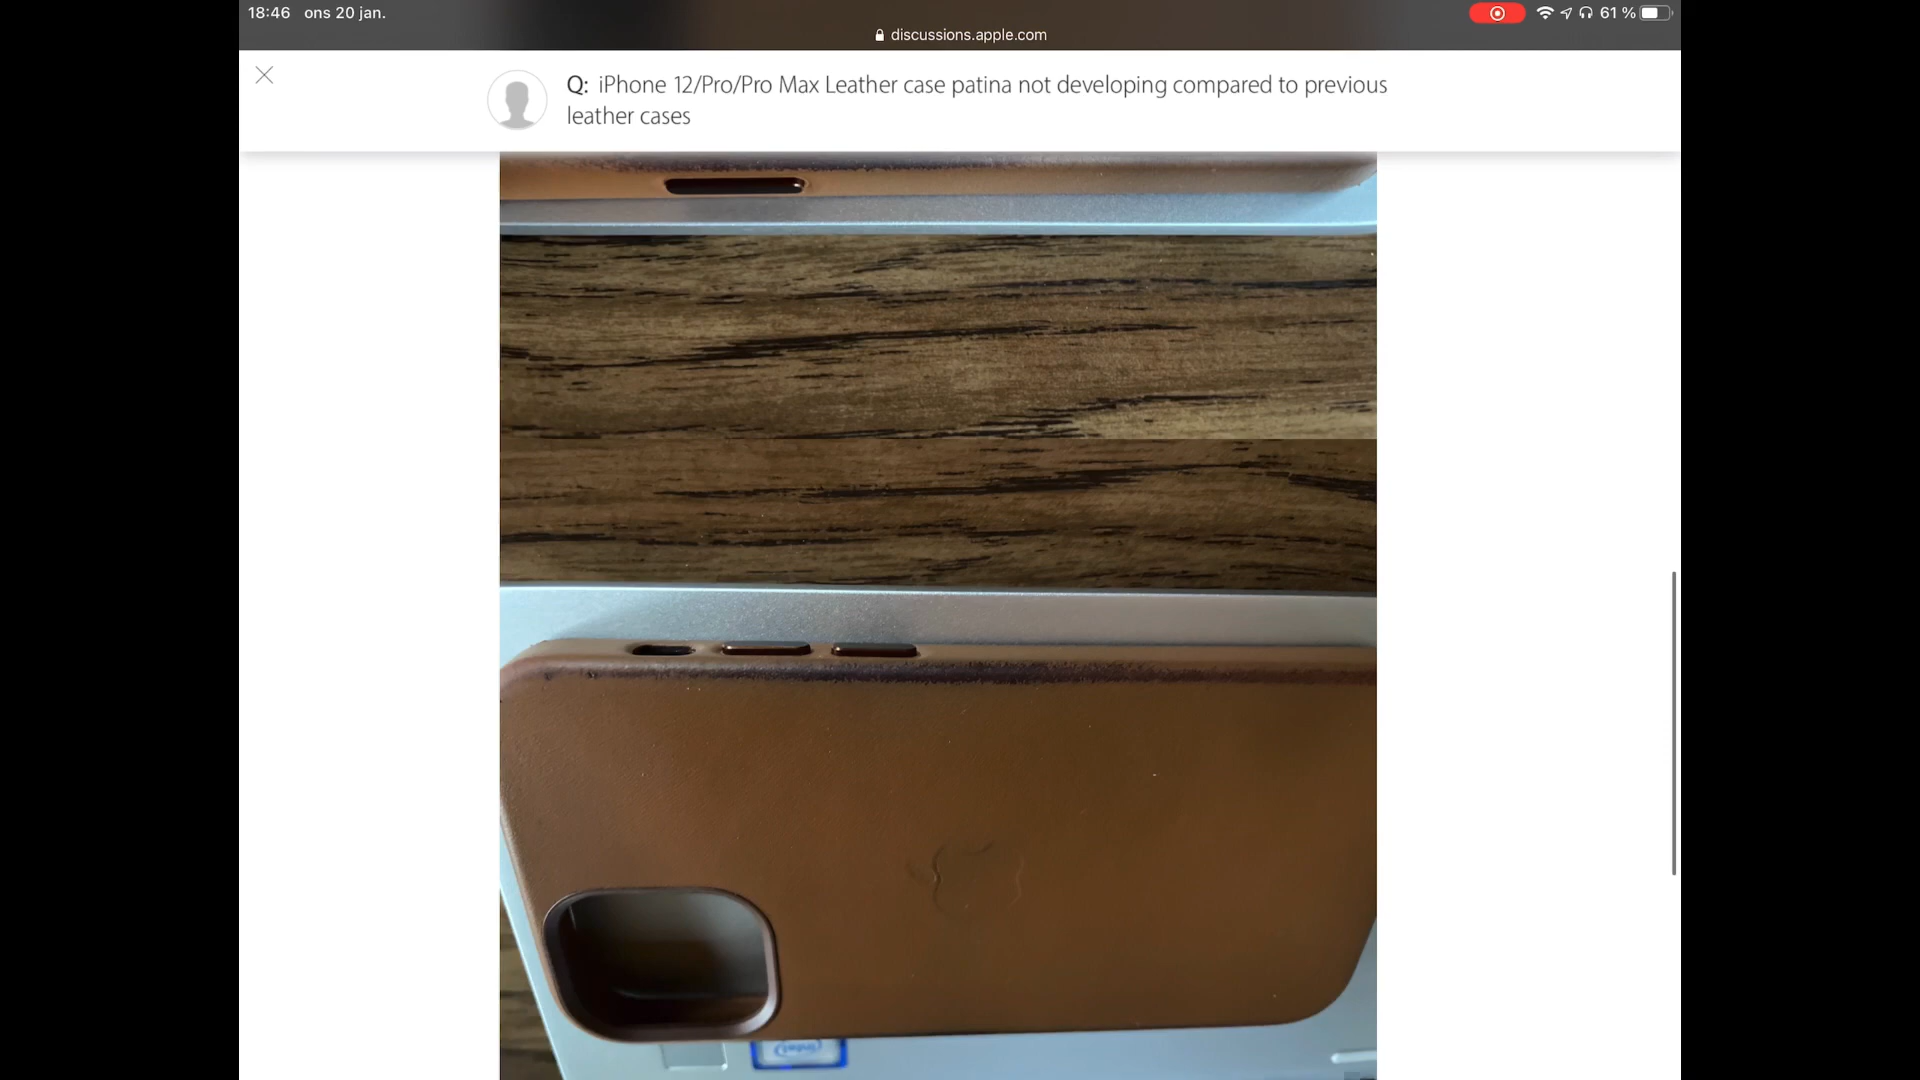 18:46 ons 20 jan.
61 %
discussions.apple.com
Q: iPhone 12/Pro/Pro Max Leather case patina not developing compared to previous
leather cases
intel